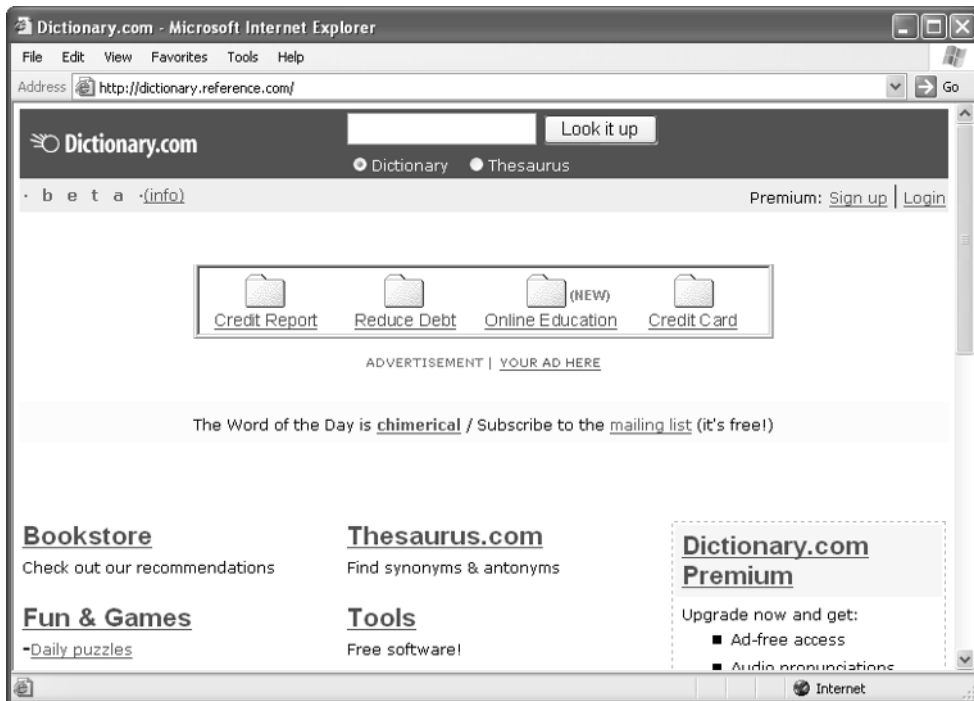 Dictionary.com - Microsoft Internet Explorer
File Edit View Favorites Tools Help
Address http://dictionary.reference.com/ Go
Dictionary.com
Look it up
Dictionary Thesaurus
· b e t a ·(info)
Premium: Sign up | Login
(NEW)
Credit Report Reduce Debt Online Education Credit Card
ADVERTISEMENT | YOUR AD HERE
The Word of the Day is chimerical / Subscribe to the mailing list (it's free!)
Bookstore
Check out our recommendations
Fun & Games
-Daily puzzles
Thesaurus.com
Find synonyms & antonyms
Tools
Free software!
Dictionary.com
Premium
Upgrade now and get:
■ Ad-free access
■ Audio pronunciations
Internet